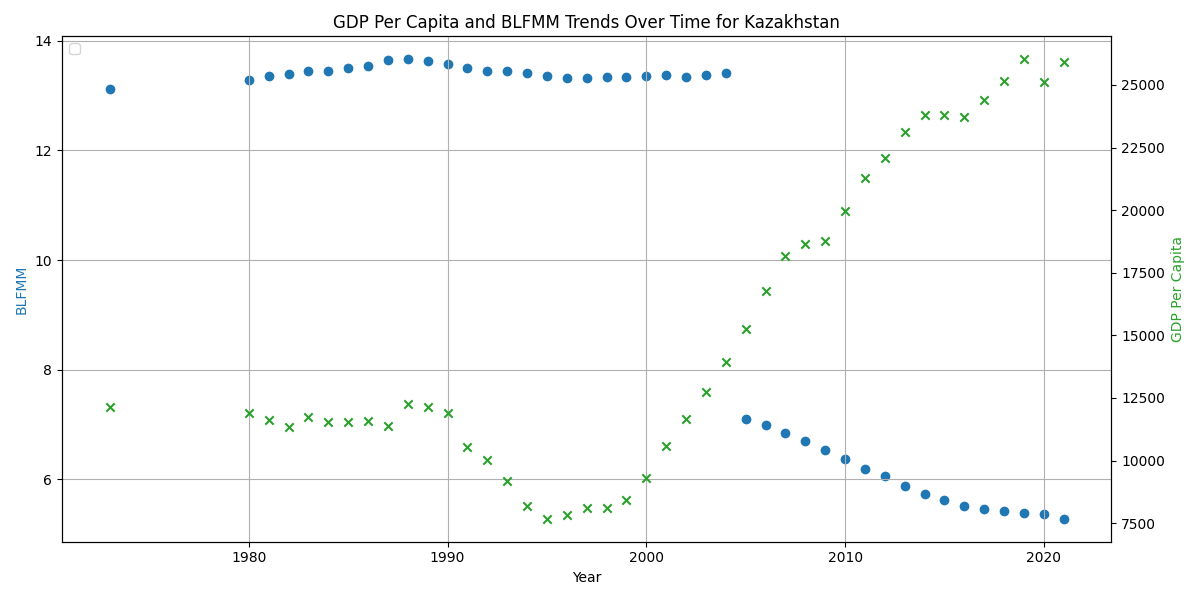 GDP Per Capita and BLFMM Trends Over Time for Kazakhstan
14
12
10
8
6
BLFMM
25000
22500
20000
17500
15000
12500
10000
7500
GDP Per Capita
1980 1990 2000 2010 2020
Year